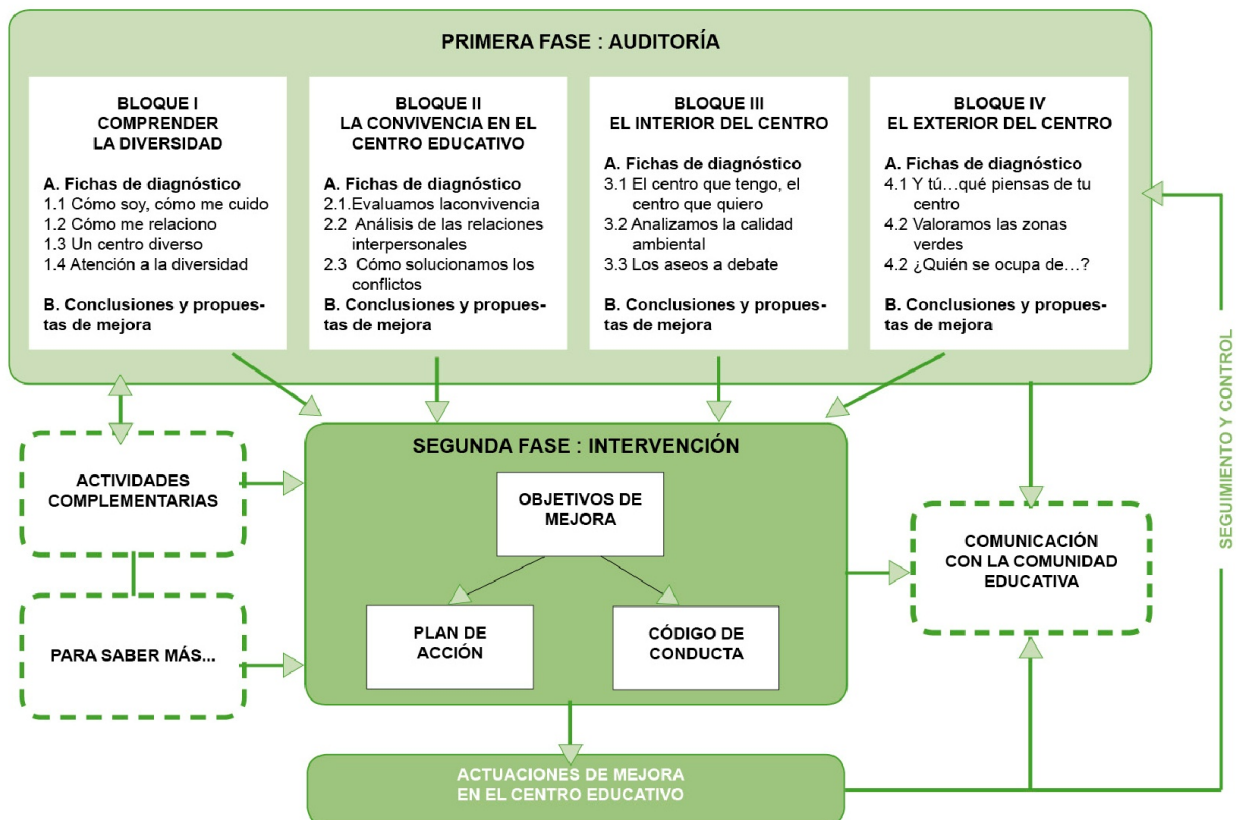 PRIMERA FASE : AUDITORÍA
BLOQUE I
COMPRENDER
LA DIVERSIDAD
A. Fichas de diagnóstico
1.1 Cómo soy, cómo me cuido
1.2 Cómo me relaciono
1.3 Un centro diverso
1.4 Atención a la diversidad
B. Conclusiones y propues-
tas de mejora
BLOQUE II
LA CONVIVENCIA EN EL
CENTRO EDUCATIVO
A. Fichas de diagnóstico
2.1.Evaluamos laconvivencia
2.2 Análisis de las relaciones
interpersonales
2.3 Cómo solucionamos los
conflictos
B. Conclusiones y propues-
tas de mejora
BLOQUE III
EL INTERIOR DEL CENTRO
A. Fichas de diagnóstico
3.1 El centro que tengo, el
centro que quiero
3.2 Analizamos la calidad
ambiental
3.3 Los aseos a debate
B. Conclusiones y propues-
tas de mejora
BLOQUE IV
EL EXTERIOR DEL CENTRO
A. Fichas de diagnóstico
4.1 Y tú…qué piensas de tu
centro
4.2 Valoramos las zonas
verdes
4.2 ¿Quién se ocupa de…?
B. Conclusiones y propues-
tas de mejora
SEGUIMIENTO Y CONTROL
ACTIVIDADES
COMPLEMENTARIAS
PARA SABER MÁS...
SEGUNDA FASE : INTERVENCIÓN
OBJETIVOS DE
MEJORA
PLAN DE
ACCIÓN
CÓDIGO DE
CONDUCTA
COMUNICACIÓN
CON LA COMUNIDAD
EDUCATIVA
ACTUACIONES DE MEJORA
EN EL CENTRO EDUCATIVO